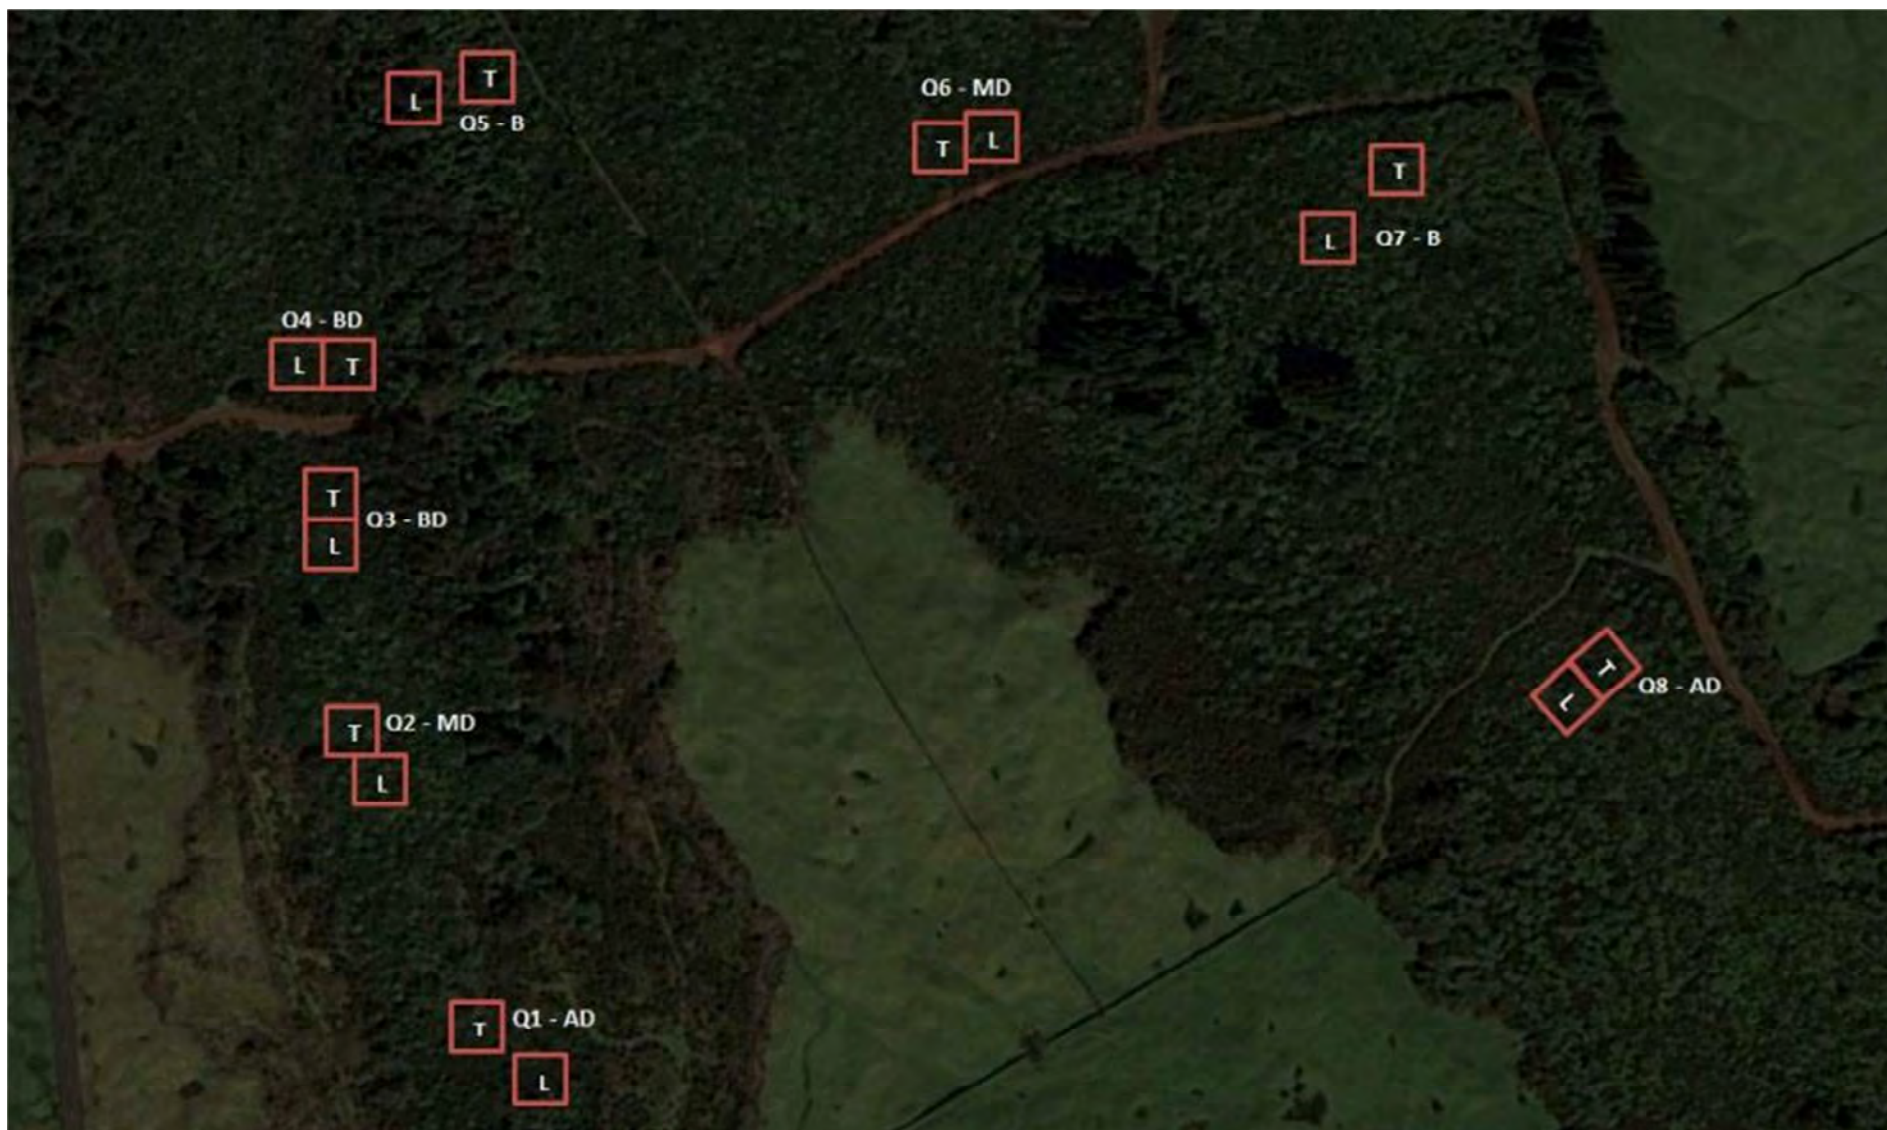 T
L
Q5 - B
Q6 - MD
T L
T
L
Q7 - B
Q4 - BD
L T
T
Q3 - BD
L
T
L
Q8 - AD
T
Q2 - MD
L
T
Q1 - AD
L